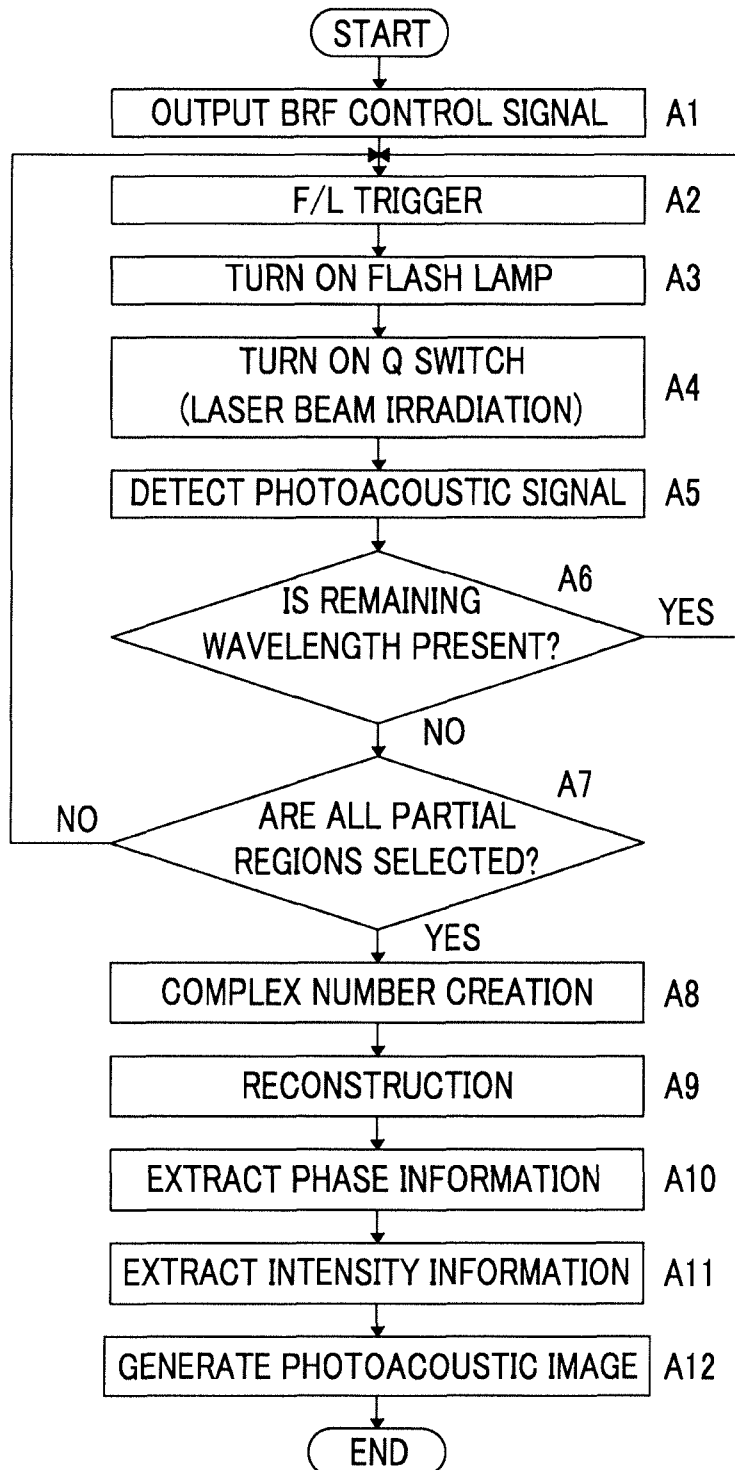 START
OUTPUT BRF CONTROL SIGNAL A1
F/L TRIGGER A2
TURN ON FLASH LAMP A3
TURN ON Q SWITCH
(LASER BEAM IRRADIATION) A4
DETECT PHOTOACOUSTIC SIGNAL A5
A6
IS REMAINING
WAVELENGTH PRESENT?
YES
NO
A7
ARE ALL PARTIAL
REGIONS SELECTED?
NO
YES
COMPLEX NUMBER CREATION A8
RECONSTRUCTION A9
EXTRACT PHASE INFORMATION A10
EXTRACT INTENSITY INFORMATION A11
GENERATE PHOTOACOUSTIC IMAGE A12
END